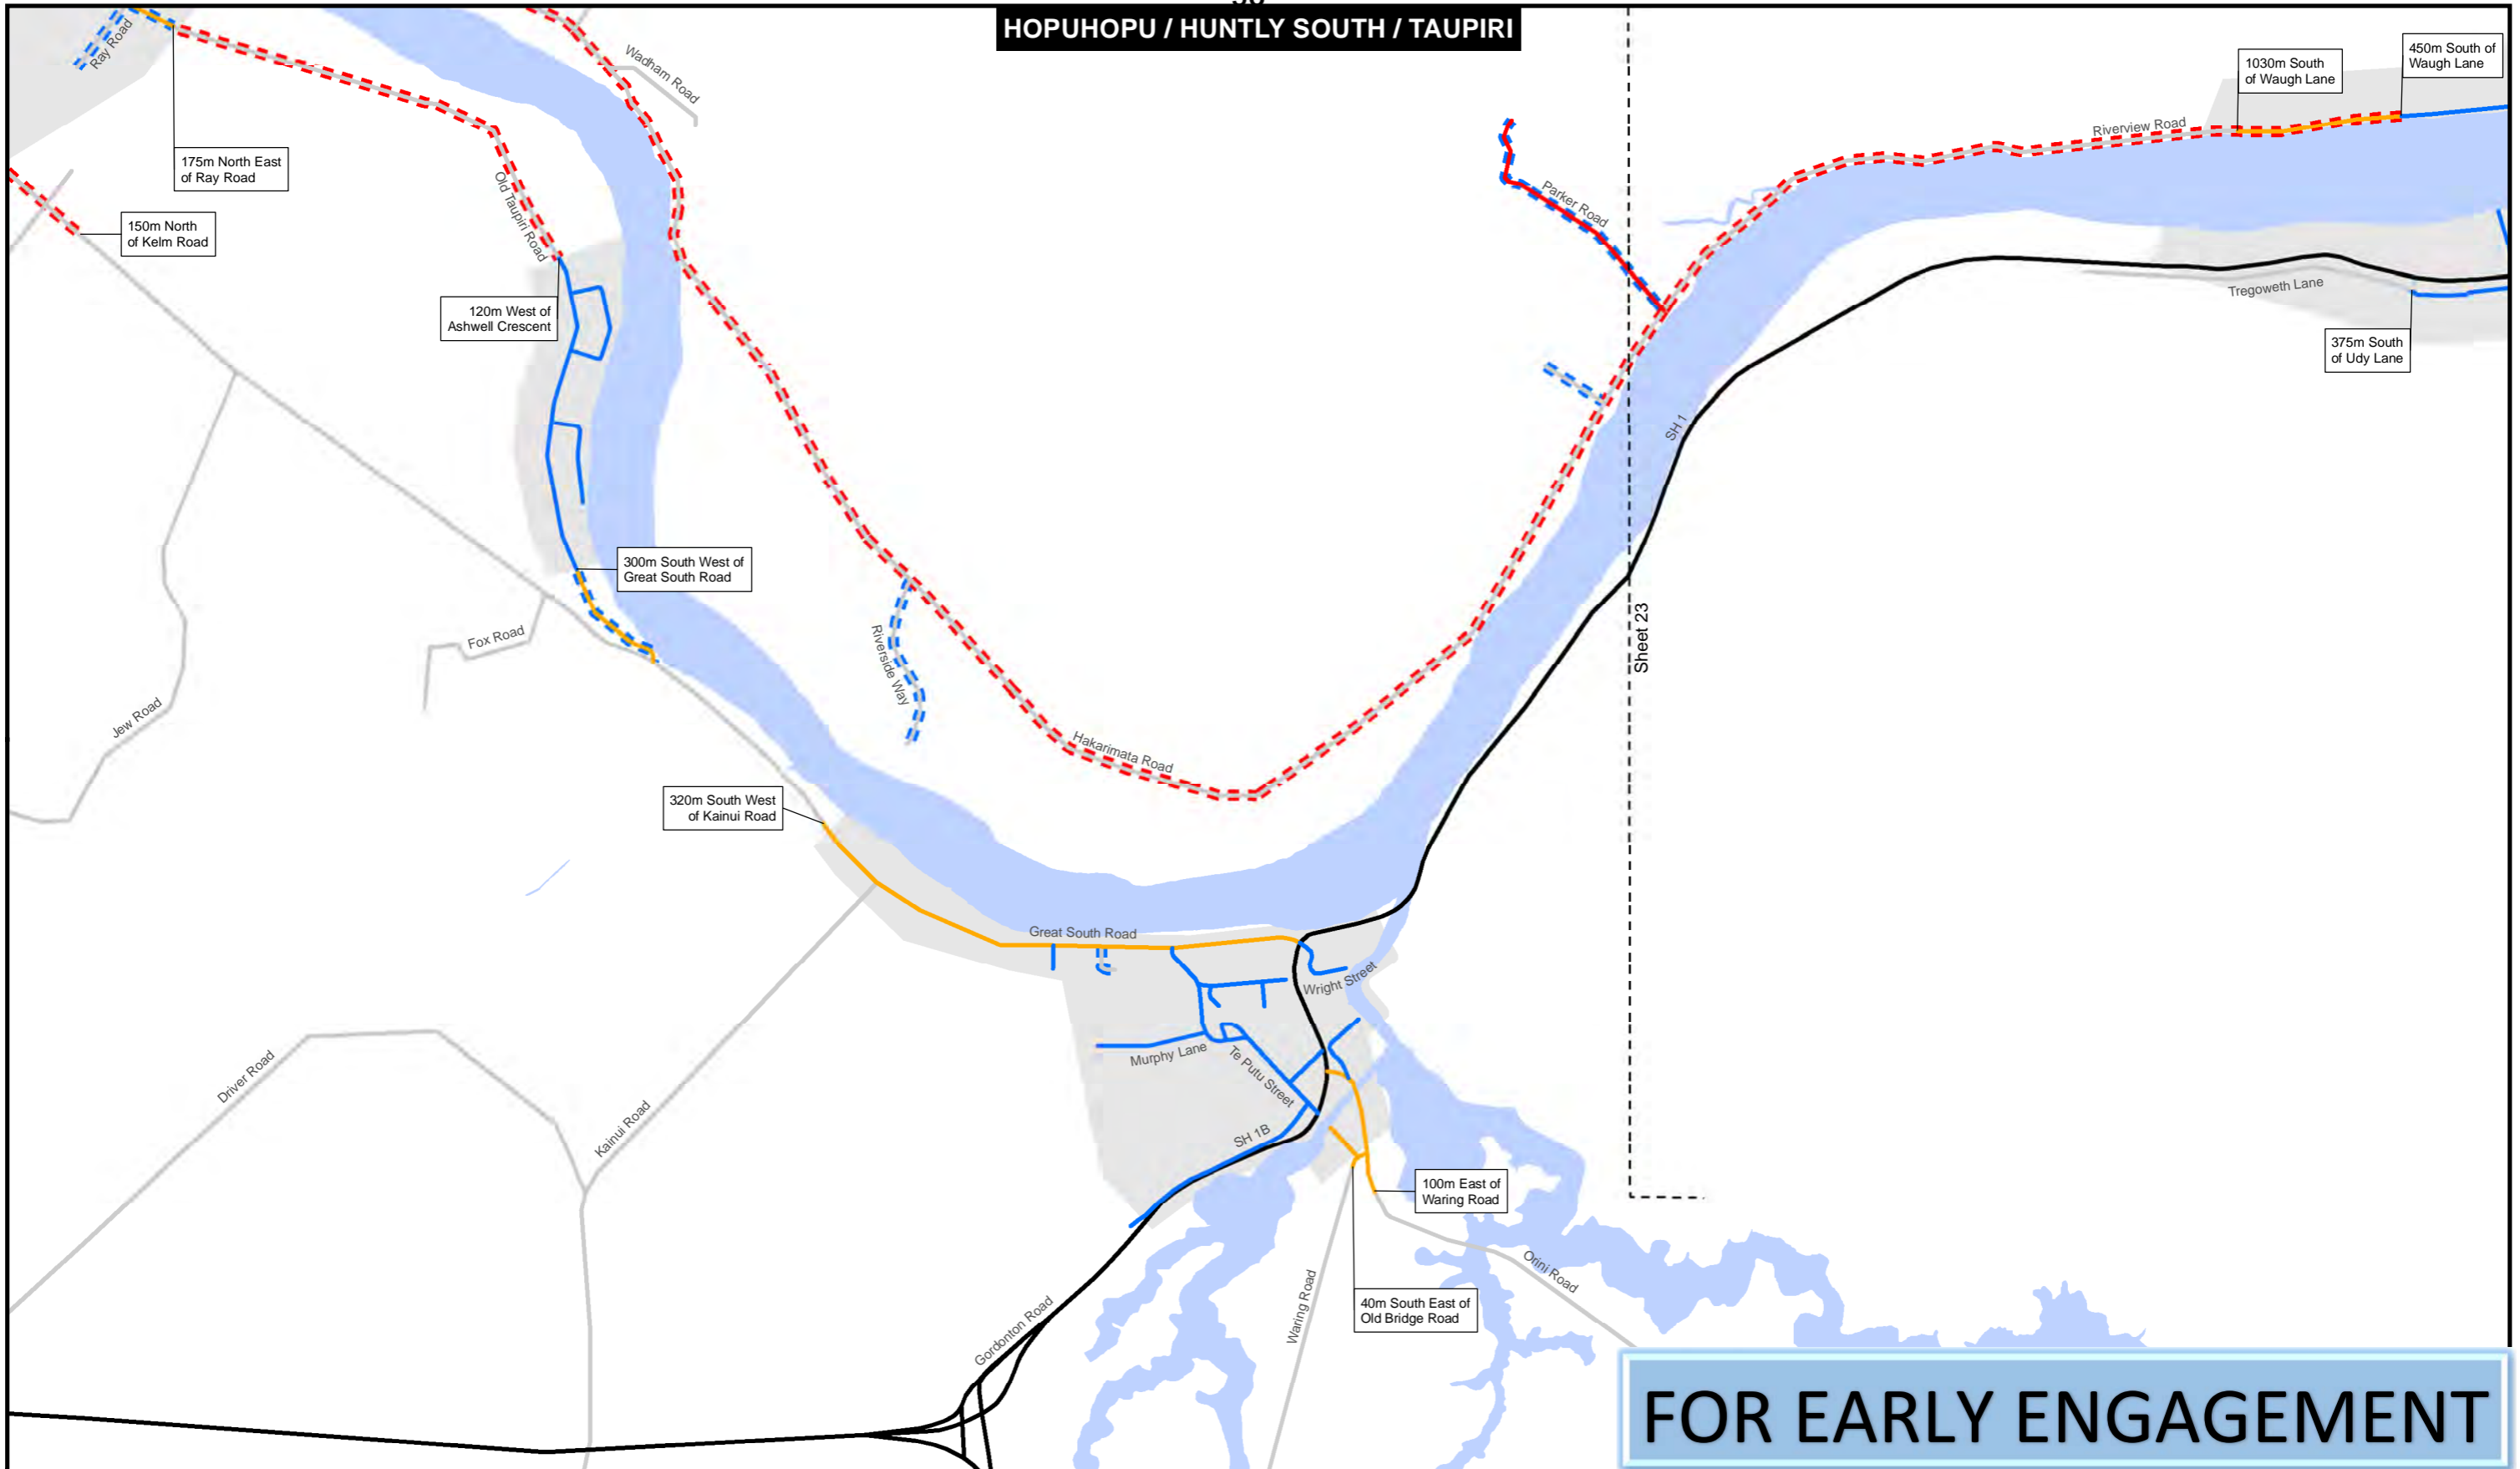 HOPUHOPU / HUNTLY SOUTH / TAUPIRI
Ray Road
Wadham Road
450m South of
Waugh Lane
1030m South
of Waugh Lane
Riverview Road
175m North East
of Ray Road
Old Taupiri Road
Parker Road
150m North
of Kelm Road
120m West of
Ashwell Crescent
Tregoweth Lane
375m South
of Udy Lane
SH 1
300m South West of
Great South Road
Fox Road
Riverside Way
Sheet 23
Jew Road
Hakarimata Road
320m South West
of Kainui Road
Great South Road
Wright Street
Murphy Lane
Te Putu Street
Driver Road
Kainui Road
SH 1B
100m East of
Waring Road
Orini Road
Waring Road
40m South East of
Old Bridge Road
Gordonton Road
FOR EARLY ENGAGEMENT